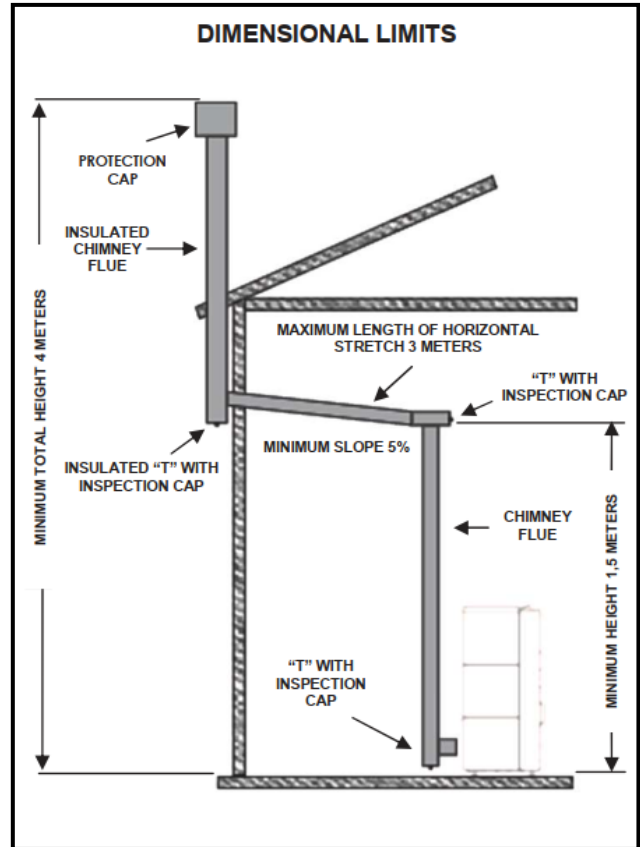 DIMENSIONAL LIMITS
PROTECTION
CAP
INSULATED
CHIMNEY
FLUE
MINIMUM TOTAL HEIGHT 4 METERS
MAXIMUM LENGTH OF HORIZONTAL
STRETCH 3 METERS
“T” WITH
INSPECTION CAP
MINIMUM SLOPE 5%
INSULATED “T” WITH
INSPECTION CAP
CHIMNEY
FLUE
MINIMUM HEIGHT 1,5 METERS
“T” WITH
INSPECTION
CAP